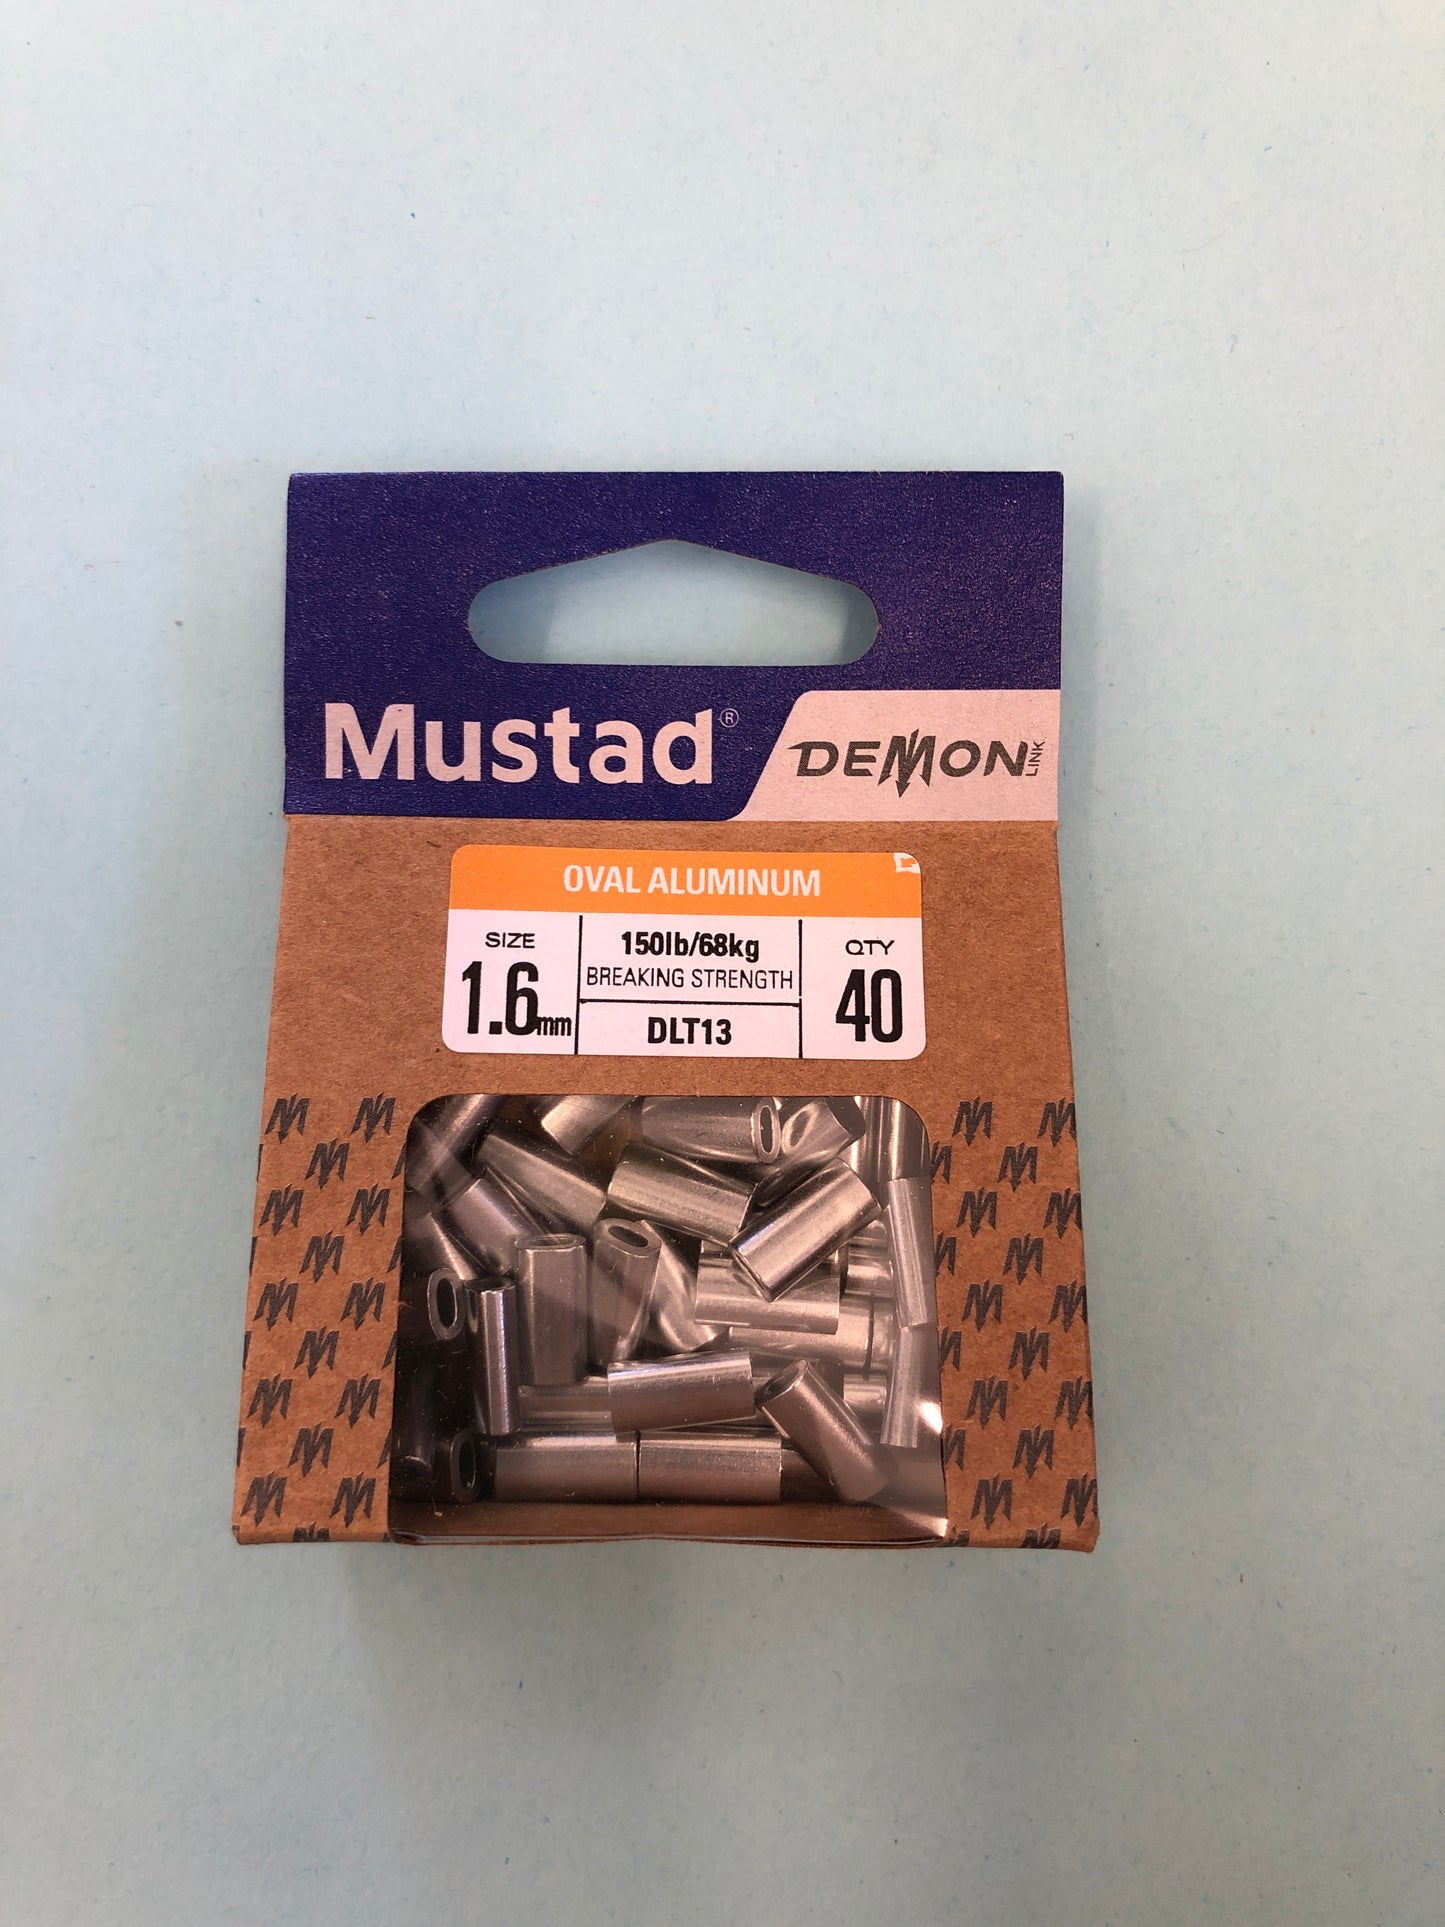 Mustad®
DEMON LINK
OVAL ALUMINUM
SIZE
1.6mm
150lb/68kg
BREAKING STRENGTH
DLT13
QTY
40